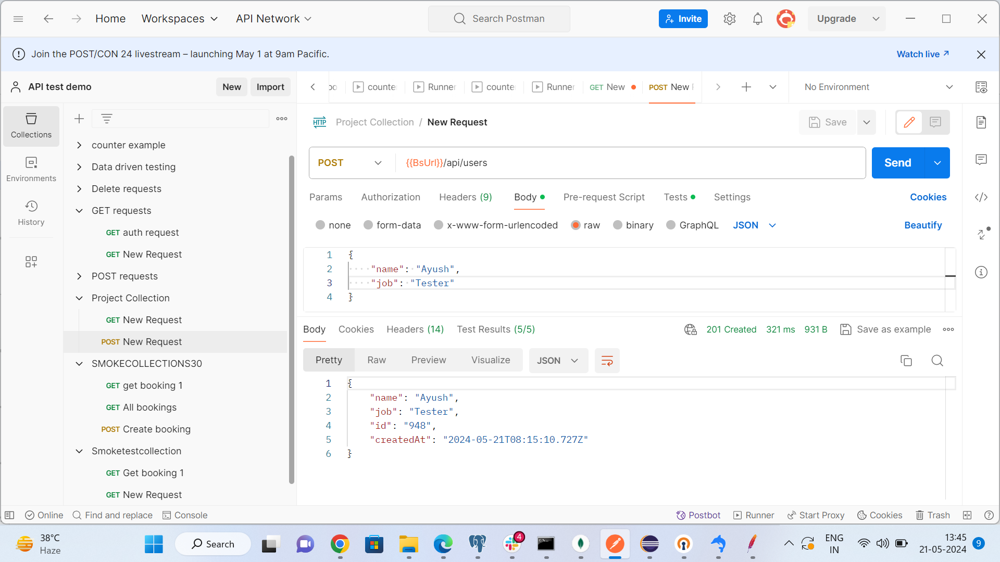 Home Workspaces API Network Search Postman Invite Upgrade
Join the POST/CON 24 livestream – launching May 1 at 9am Pacific. Watch live
API test demo New Import
counte Runner counte Runner GET New POST New No Environment
Collections
Environments
History
counter example
Data driven testing
Delete requests
GET requests
GET auth request
GET New Request
POST requests
Project Collection
GET New Request
POST New Request
SMOKECOLLECTIONS30
GET get booking 1
GET All bookings
POST Create booking
Smoketestcollection
GET Get booking 1
GET New Request
HTTP Project Collection / New Request Save
POST {{BsUrl}}/api/users Send
Params Authorization Headers (9) Body Pre-request Script Tests Settings Cookies
none form-data x-www-form-urlencoded raw binary GraphQL JSON Beautify
1 {
2 "name": "Ayush",
3 "job": "Tester"
4 }
Body Cookies Headers (14) Test Results (5/5) 201 Created 321 ms 931 B Save as example
Pretty Raw Preview Visualize JSON
1 {
2 "name": "Ayush",
3 "job": "Tester",
4 "id": "948",
5 "createdAt": "2024-05-21T08:15:10.727Z"
6 }
Online Find and replace Console Postbot Runner Start Proxy Cookies Trash
38°C
Haze
Search
4
ENG
IN
13:45
21-05-2024
9